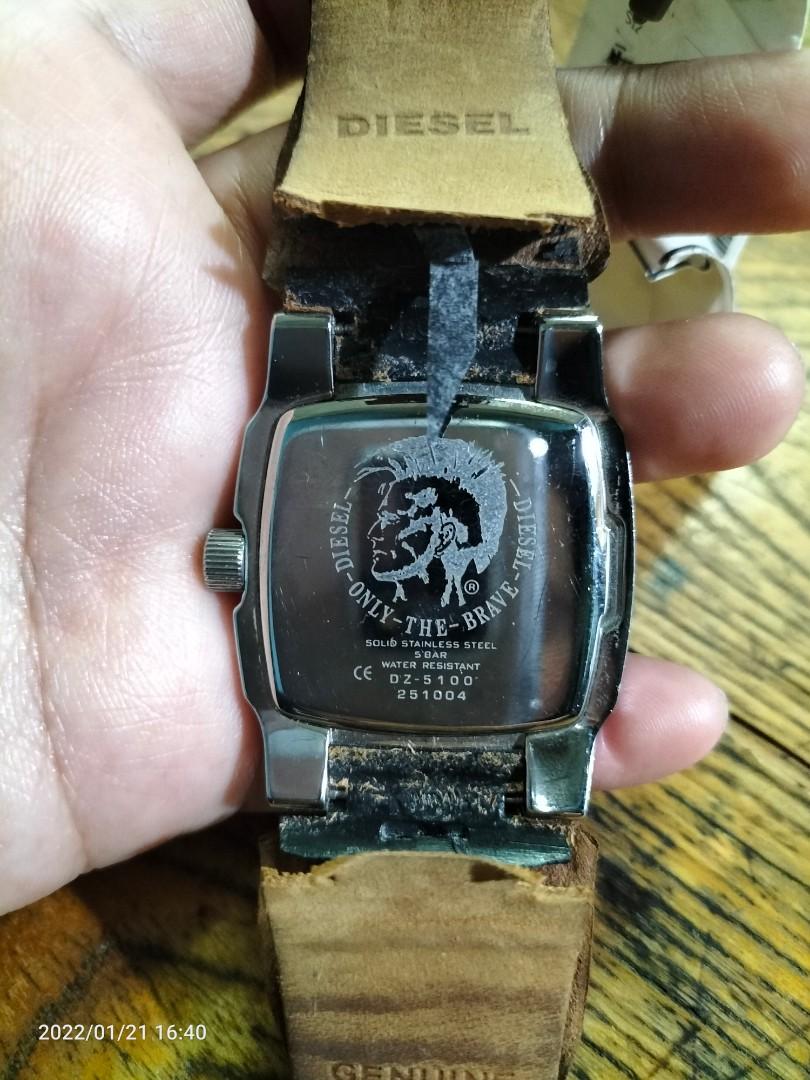 DIESEL
DIESEL-ONLY-THE-BRAVE-DIESEL
®
SOLID STAINLESS STEEL
5 BAR
WATER RESISTANT
CE DZ-5100
251004
2022/01/21 16:40
GENUINE